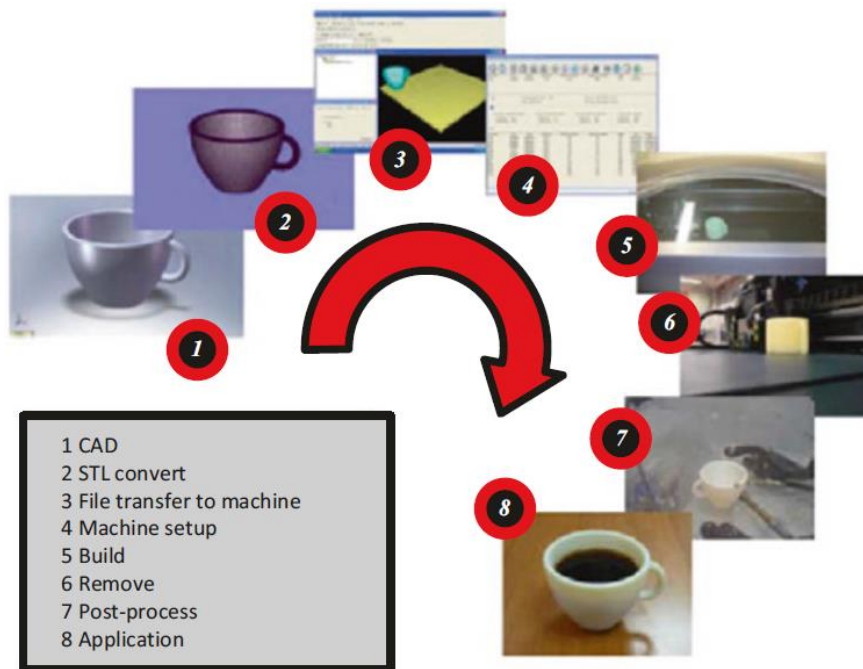 1
2
3
4
5
6
7
8
1 CAD
2 STL convert
3 File transfer to machine
4 Machine setup
5 Build
6 Remove
7 Post-process
8 Application